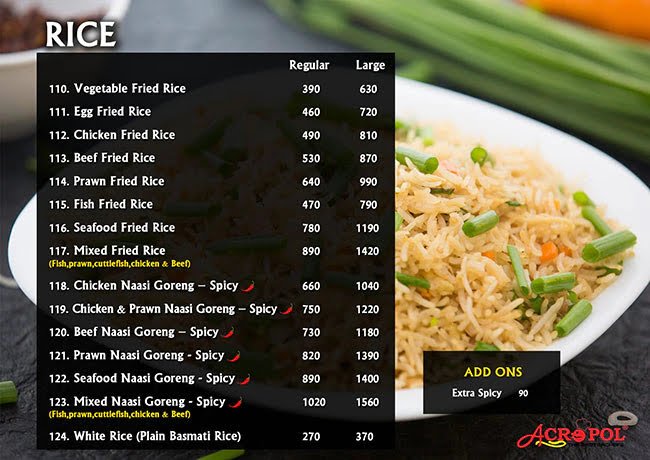 RICE
Regular Large
110. Vegetable Fried Rice 390 630
111. Egg Fried Rice 460 720
112. Chicken Fried Rice 490 810
113. Beef Fried Rice 530 870
114. Prawn Fried Rice 640 990
115. Fish Fried Rice 470 790
116. Seafood Fried Rice 780 1190
117. Mixed Fried Rice 890 1420
(Fish,prawn,cuttlefish,chicken & Beef)
118. Chicken Naasi Goreng – Spicy 660 1040
119. Chicken & Prawn Naasi Goreng – Spicy 750 1220
120. Beef Naasi Goreng – Spicy 730 1180
121. Prawn Naasi Goreng - Spicy 820 1390
122. Seafood Naasi Goreng - Spicy 890 1400
123. Mixed Naasi Goreng - Spicy 1020 1560
(Fish,prawn,cuttlefish,chicken & Beef)
124. White Rice (Plain Basmati Rice) 270 370
ADD ONS
Extra Spicy 90
ACROPOL